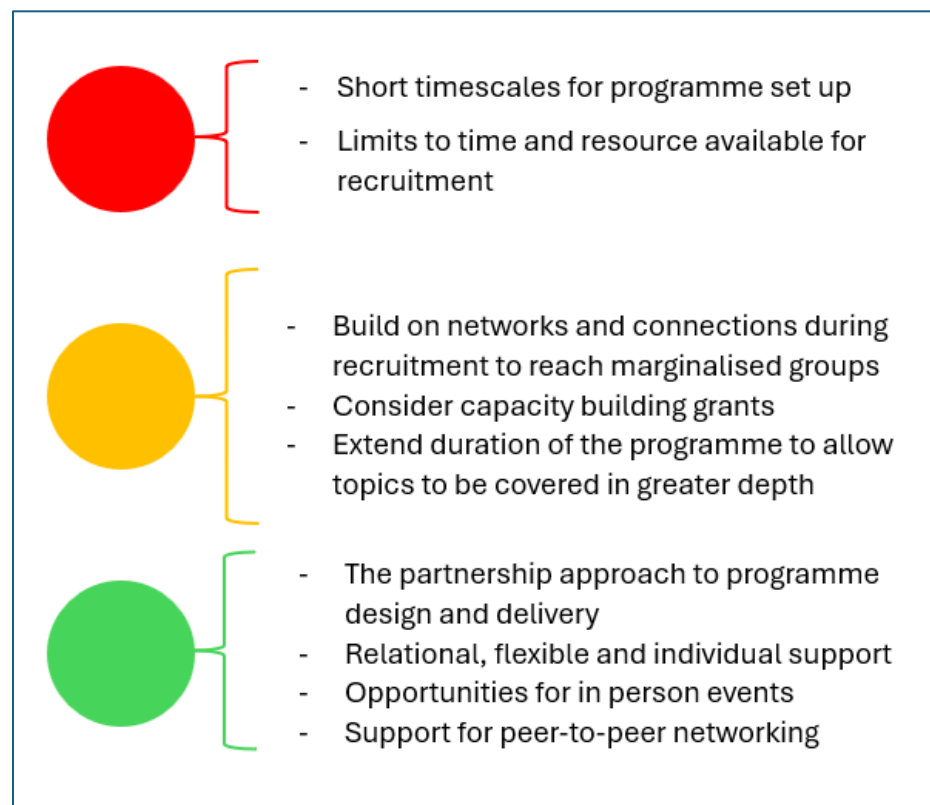 - Short timescales for programme set up
- Limits to time and resource available for
recruitment
- Build on networks and connections during
recruitment to reach marginalised groups
- Consider capacity building grants
- Extend duration of the programme to allow
topics to be covered in greater depth
- The partnership approach to programme
design and delivery
- Relational, flexible and individual support
- Opportunities for in person events
- Support for peer-to-peer networking